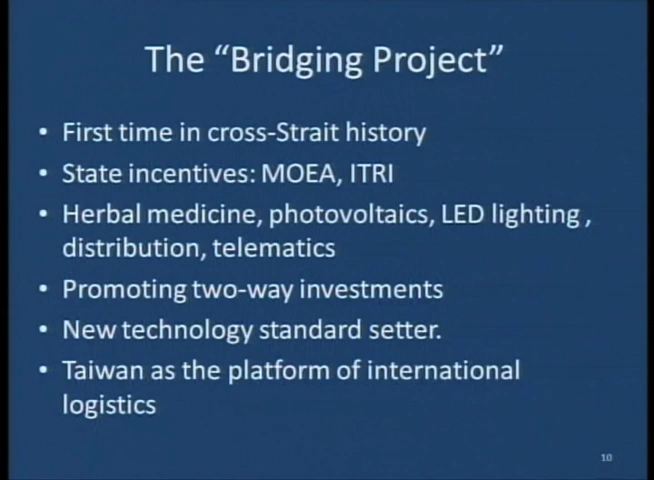 The “Bridging Project”
• First time in cross-Strait history
• State incentives: MOEA, ITRI
• Herbal medicine, photovoltaics, LED lighting ,
distribution, telematics
• Promoting two-way investments
• New technology standard setter.
• Taiwan as the platform of international
logistics
10